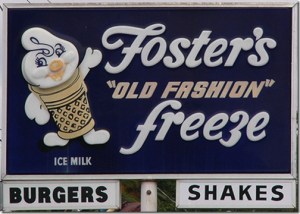 Foster's
"OLD FASHION"
freeze
ICE MILK
BURGERS
SHAKES